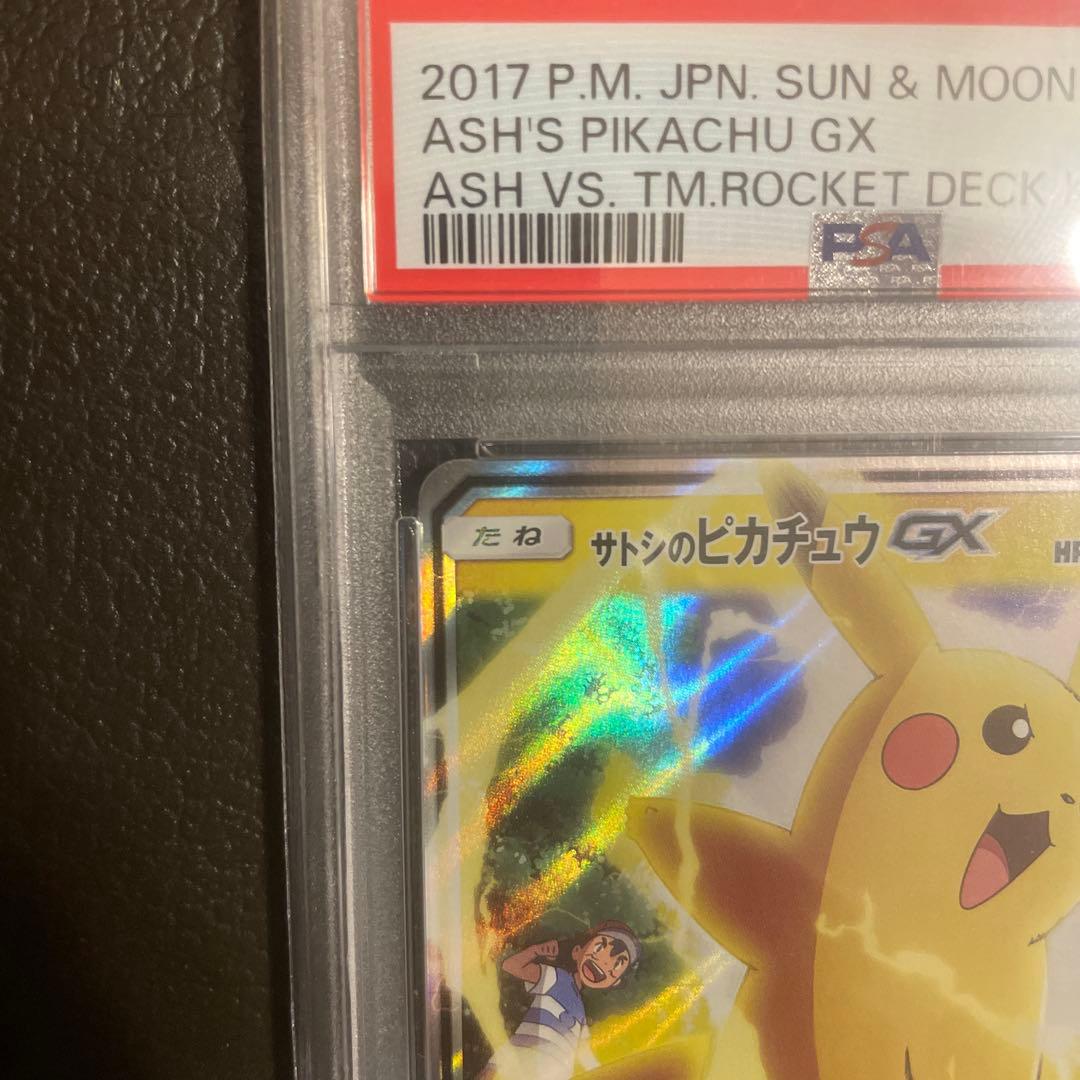 2017 P.M. JPN. SUN & MOON
ASH'S PIKACHU GX
ASH VS. TM.ROCKET DECK
PSA
たね サトシのピカチュウGX HP